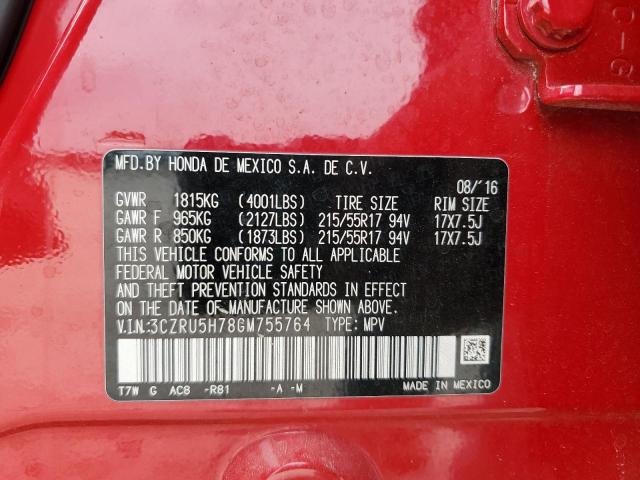 MFD.BY HONDA DE MEXICO S.A. DE C.V.
08/'16
GVWR 1815KG (4001LBS) TIRE SIZE RIM SIZE
GAWR F 965KG (2127LBS) 215/55R17 94V 17X7.5J
GAWR R 850KG (1873LBS) 215/55R17 94V 17X7.5J
THIS VEHICLE CONFORMS TO ALL APPLICABLE
FEDERAL MOTOR VEHICLE SAFETY
AND THEFT PREVENTION STANDARDS IN EFFECT
ON THE DATE OF MANUFACTURE SHOWN ABOVE.
V.I.N.:3CZRU5H78GM755764 TYPE: MPV
T7W G AC8 -R81 -A -M
MADE IN MEXICO